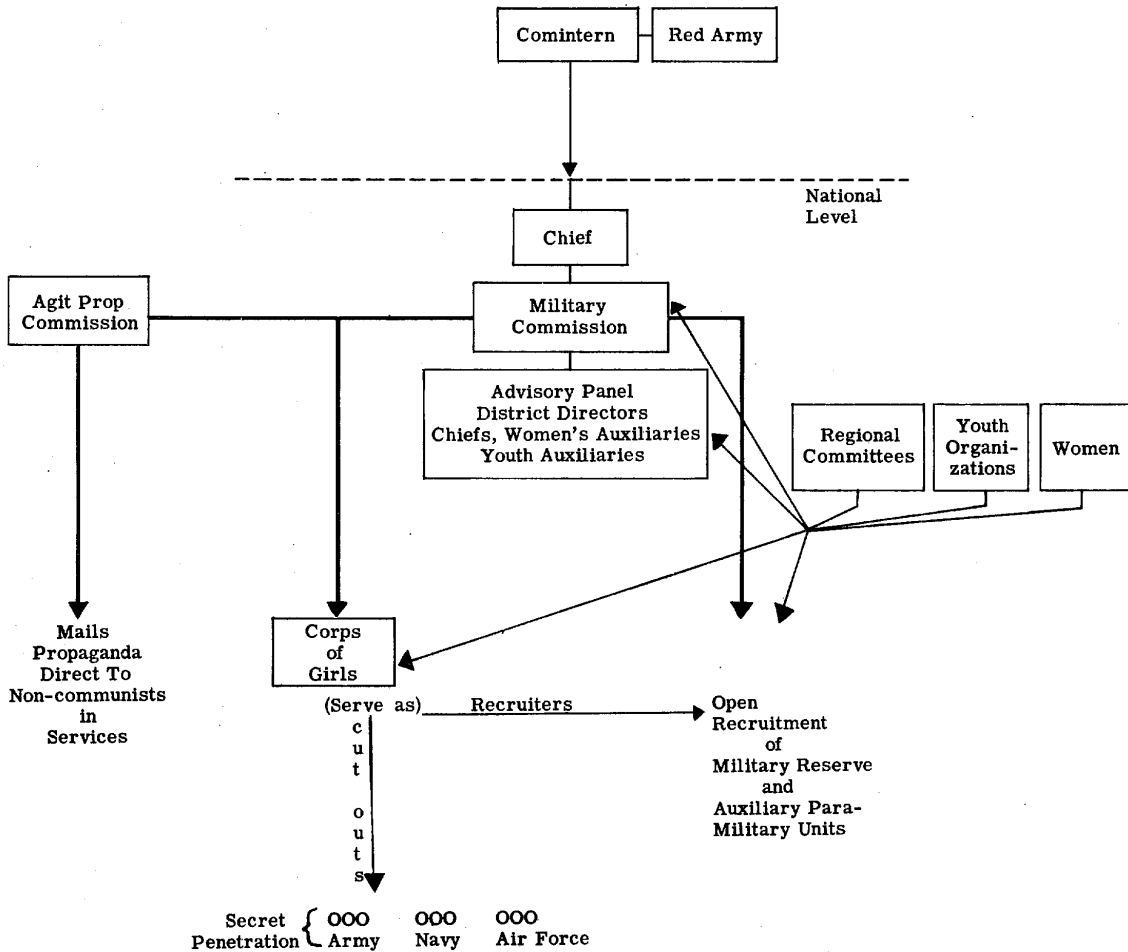 Comintern
Red Army
National
Level
Chief
Agit Prop
Commission
Military
Commission
Advisory Panel
District Directors
Chiefs, Women's Auxiliaries
Youth Auxiliaries
Regional
Committees
Youth
Organi-
zations
Women
Mails
Propaganda
Direct To
Non-communists
in
Services
Corps
of
Girls
(Serve as) Recruiters
cut outs
Open
Recruitment
of
Military Reserve
and
Auxiliary Para-
Military Units
Secret
Penetration
OOO OOO OOO
Army Navy Air Force